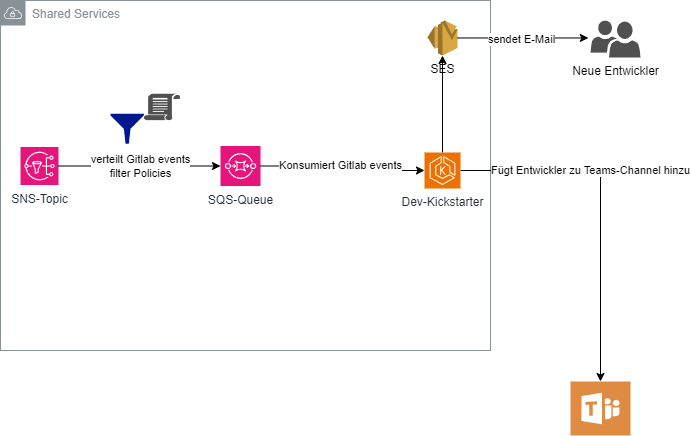 Shared Services
SES
sendet E-Mail
Neue Entwickler
verteilt Gitlab events
filter Policies
SNS-Topic
SQS-Queue
Konsumiert Gitlab events
Dev-Kickstarter
Fügt Entwickler zu Teams-Channel hinzu